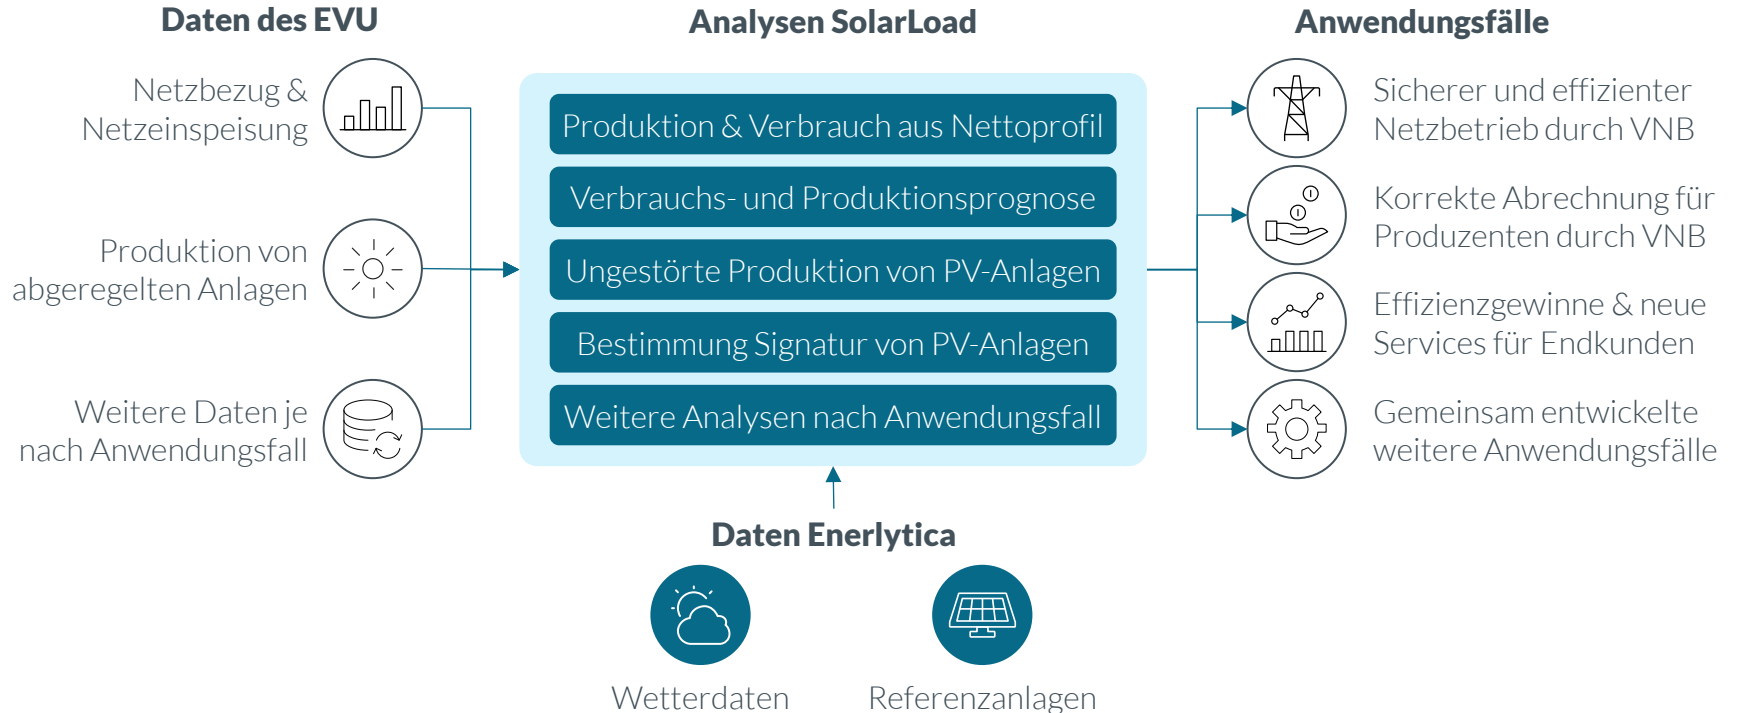 Daten des EVU
Netzbezug &
Netzeinspeisung
Produktion von
abgeregelten Anlagen
Weitere Daten je
nach Anwendungsfall
Analysen SolarLoad
Produktion & Verbrauch aus Nettoprofil
Verbrauchs- und Produktionsprognose
Ungestörte Produktion von PV-Anlagen
Bestimmung Signatur von PV-Anlagen
Weitere Analysen nach Anwendungsfall
Daten Enerlytica
Wetterdaten
Referenzanlagen
Anwendungsfälle
Sicherer und effizienter
Netzbetrieb durch VNB
Korrekte Abrechnung für
Produzenten durch VNB
Effizienzgewinne & neue
Services für Endkunden
Gemeinsam entwickelte
weitere Anwendungsfälle